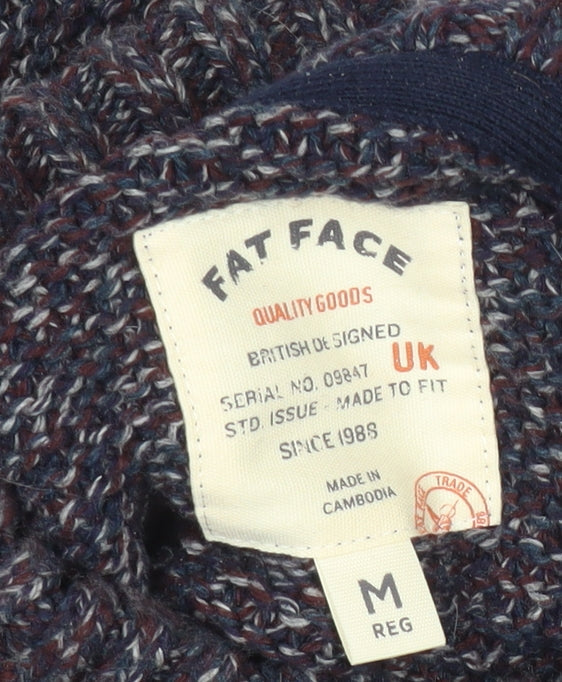 FAT FACE
QUALITY GOODS
BRITISH DESIGNED
UK
SERIAL NO. 09847
STD. ISSUE - MADE TO FIT
SINCE 1988
MADE IN
CAMBODIA
TRADE
M
REG